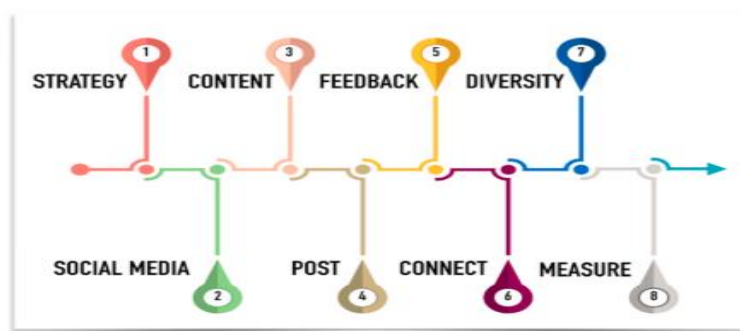 1
STRATEGY
2
SOCIAL MEDIA
3
CONTENT
4
POST
5
FEEDBACK
6
CONNECT
7
DIVERSITY
8
MEASURE